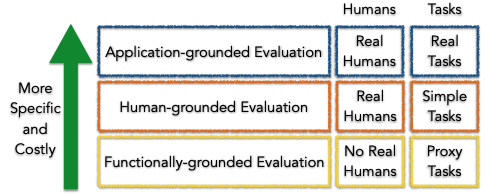 Humans Tasks
Application-grounded Evaluation
Real
Humans
Real
Tasks
More
Specific
and
Costly
Human-grounded Evaluation
Real
Humans
Simple
Tasks
Functionally-grounded Evaluation
No Real
Humans
Proxy
Tasks